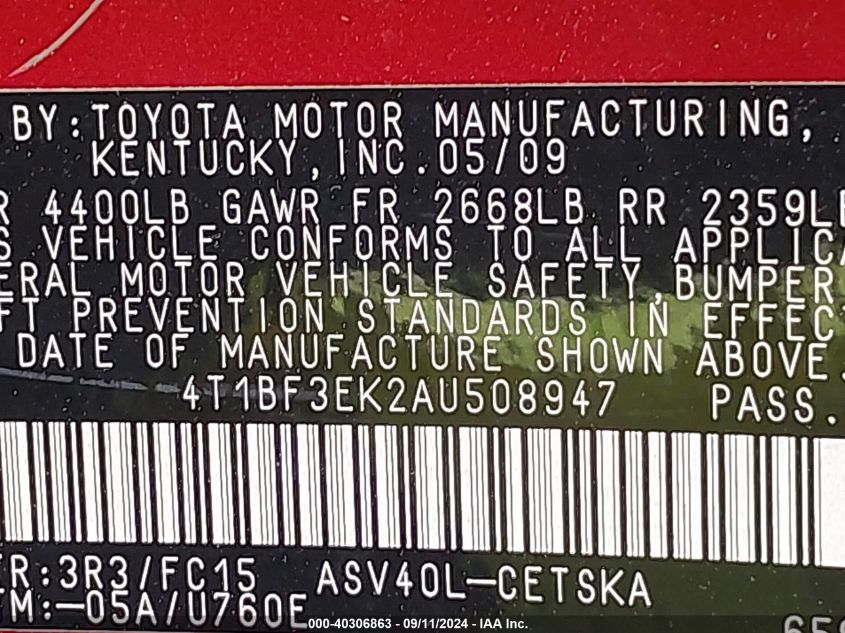 BY:TOYOTA MOTOR MANUFACTURING,
KENTUCKY,INC.05/09
R 4400LB GAWR FR 2668LB RR 2359LB
S VEHICLE CONFORMS TO ALL APPLICA
ERAL MOTOR VEHICLE SAFETY,BUMPER
FT PREVENTION STANDARDS IN EFFECT
DATE OF MANUFACTURE SHOWN ABOVE.
4T1BF3EK2AU508947 PASS.
R:3R3/FC15 ASV40L-CETSKA
TM:-05A/U760E
000-40306863 - 09/11/2024 - IAA Inc.